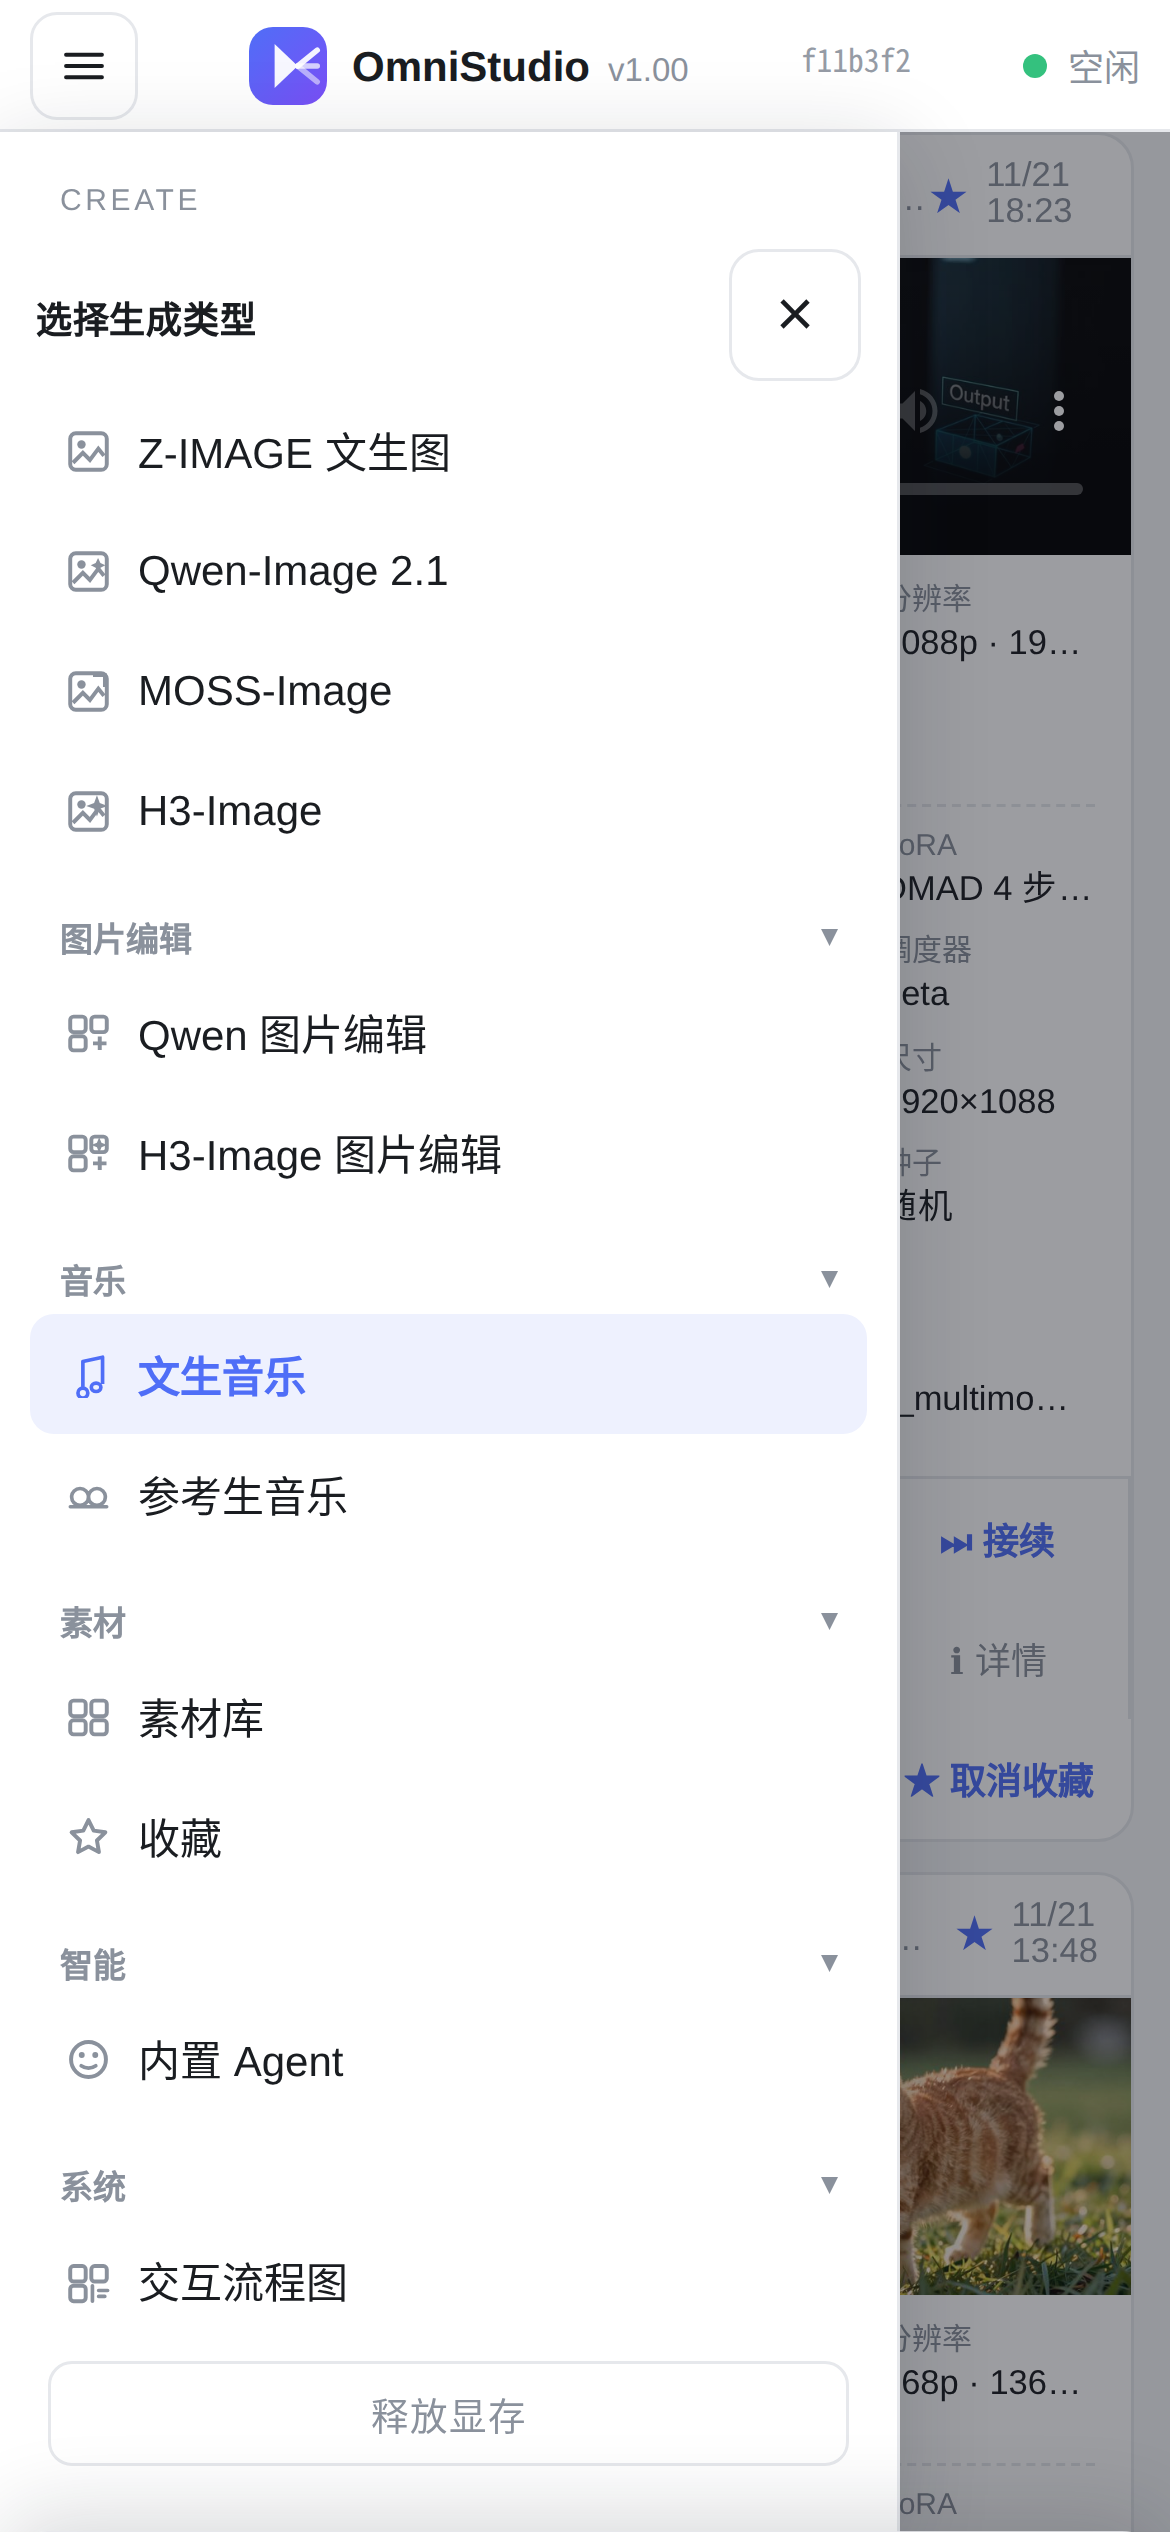 OmniStudio v1.00
f11b3f2
空闲
CREATE
选择生成类型
Z-IMAGE 文生图
Qwen-Image 2.1
MOSS-Image
H3-Image
图片编辑
Qwen 图片编辑
H3-Image 图片编辑
音乐
文生音乐
参考生音乐
素材
素材库
收藏
智能
内置 Agent
系统
交互流程图
释放显存
11/21
18:23
Output
辨率
088p · 19…
oRA
MAD 4 步…
度器
eta
寸
920×1088
子
随机
_multimo…
接续
详情
取消收藏
11/21
13:48
辨率
68p · 136…
oRA